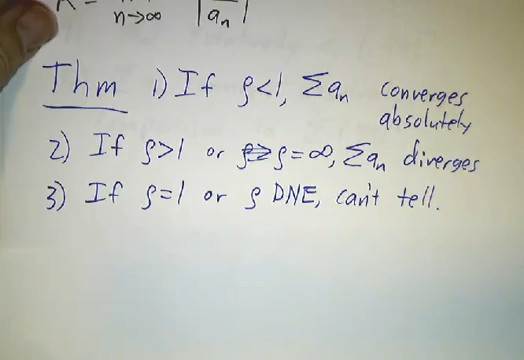 n→∞ |aₙ|
Thm 1) If ρ<1, Σaₙ converges
absolutely
2) If ρ>1 or ρ=∞, Σaₙ diverges
3) If ρ=1 or ρ DNE, can't tell.